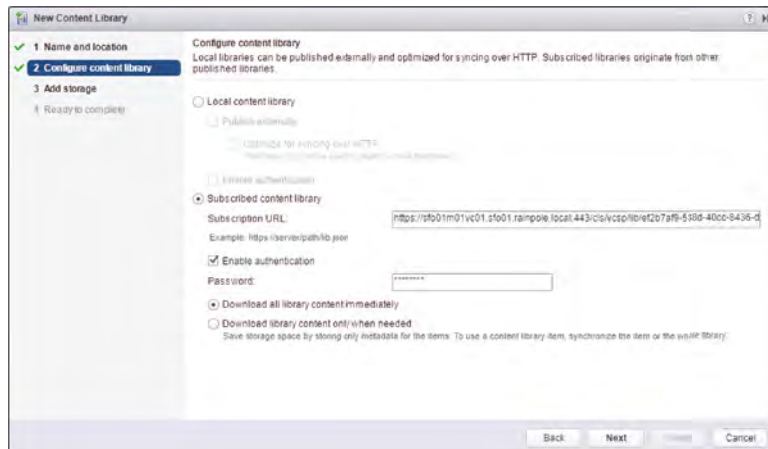 New Content Library
1 Name and location
2 Configure content library
3 Add storage
4 Ready to complete
Configure content library
Local libraries can be published externally and optimized for syncing over HTTP. Subscribed libraries originate from other
published libraries.
Local content library
Publish externally
Optimize for syncing over HTTP
Enable authentication
Subscribed content library
Subscription URL:
https://sfo01m01vc01.sfo01.rainpole.local:443/cls/vcsp/lib/ef2b7af9-538d-40cc-8436-d
Example: https://server/path/lib.json
Enable authentication
Password:
********
Download all library content immediately
Download library content only when needed
Save storage space by storing only metadata for the items. To use a content library item, synchronize the item or the whole library.
Back
Next
Cancel